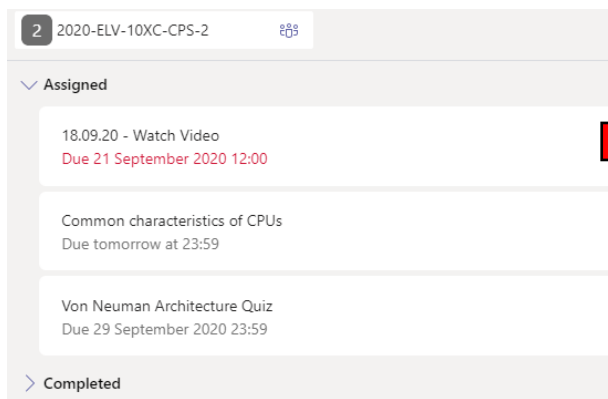 2 2020-ELV-10XC-CPS-2
Assigned
18.09.20 - Watch Video
Due 21 September 2020 12:00
Common characteristics of CPUs
Due tomorrow at 23:59
Von Neuman Architecture Quiz
Due 29 September 2020 23:59
Completed